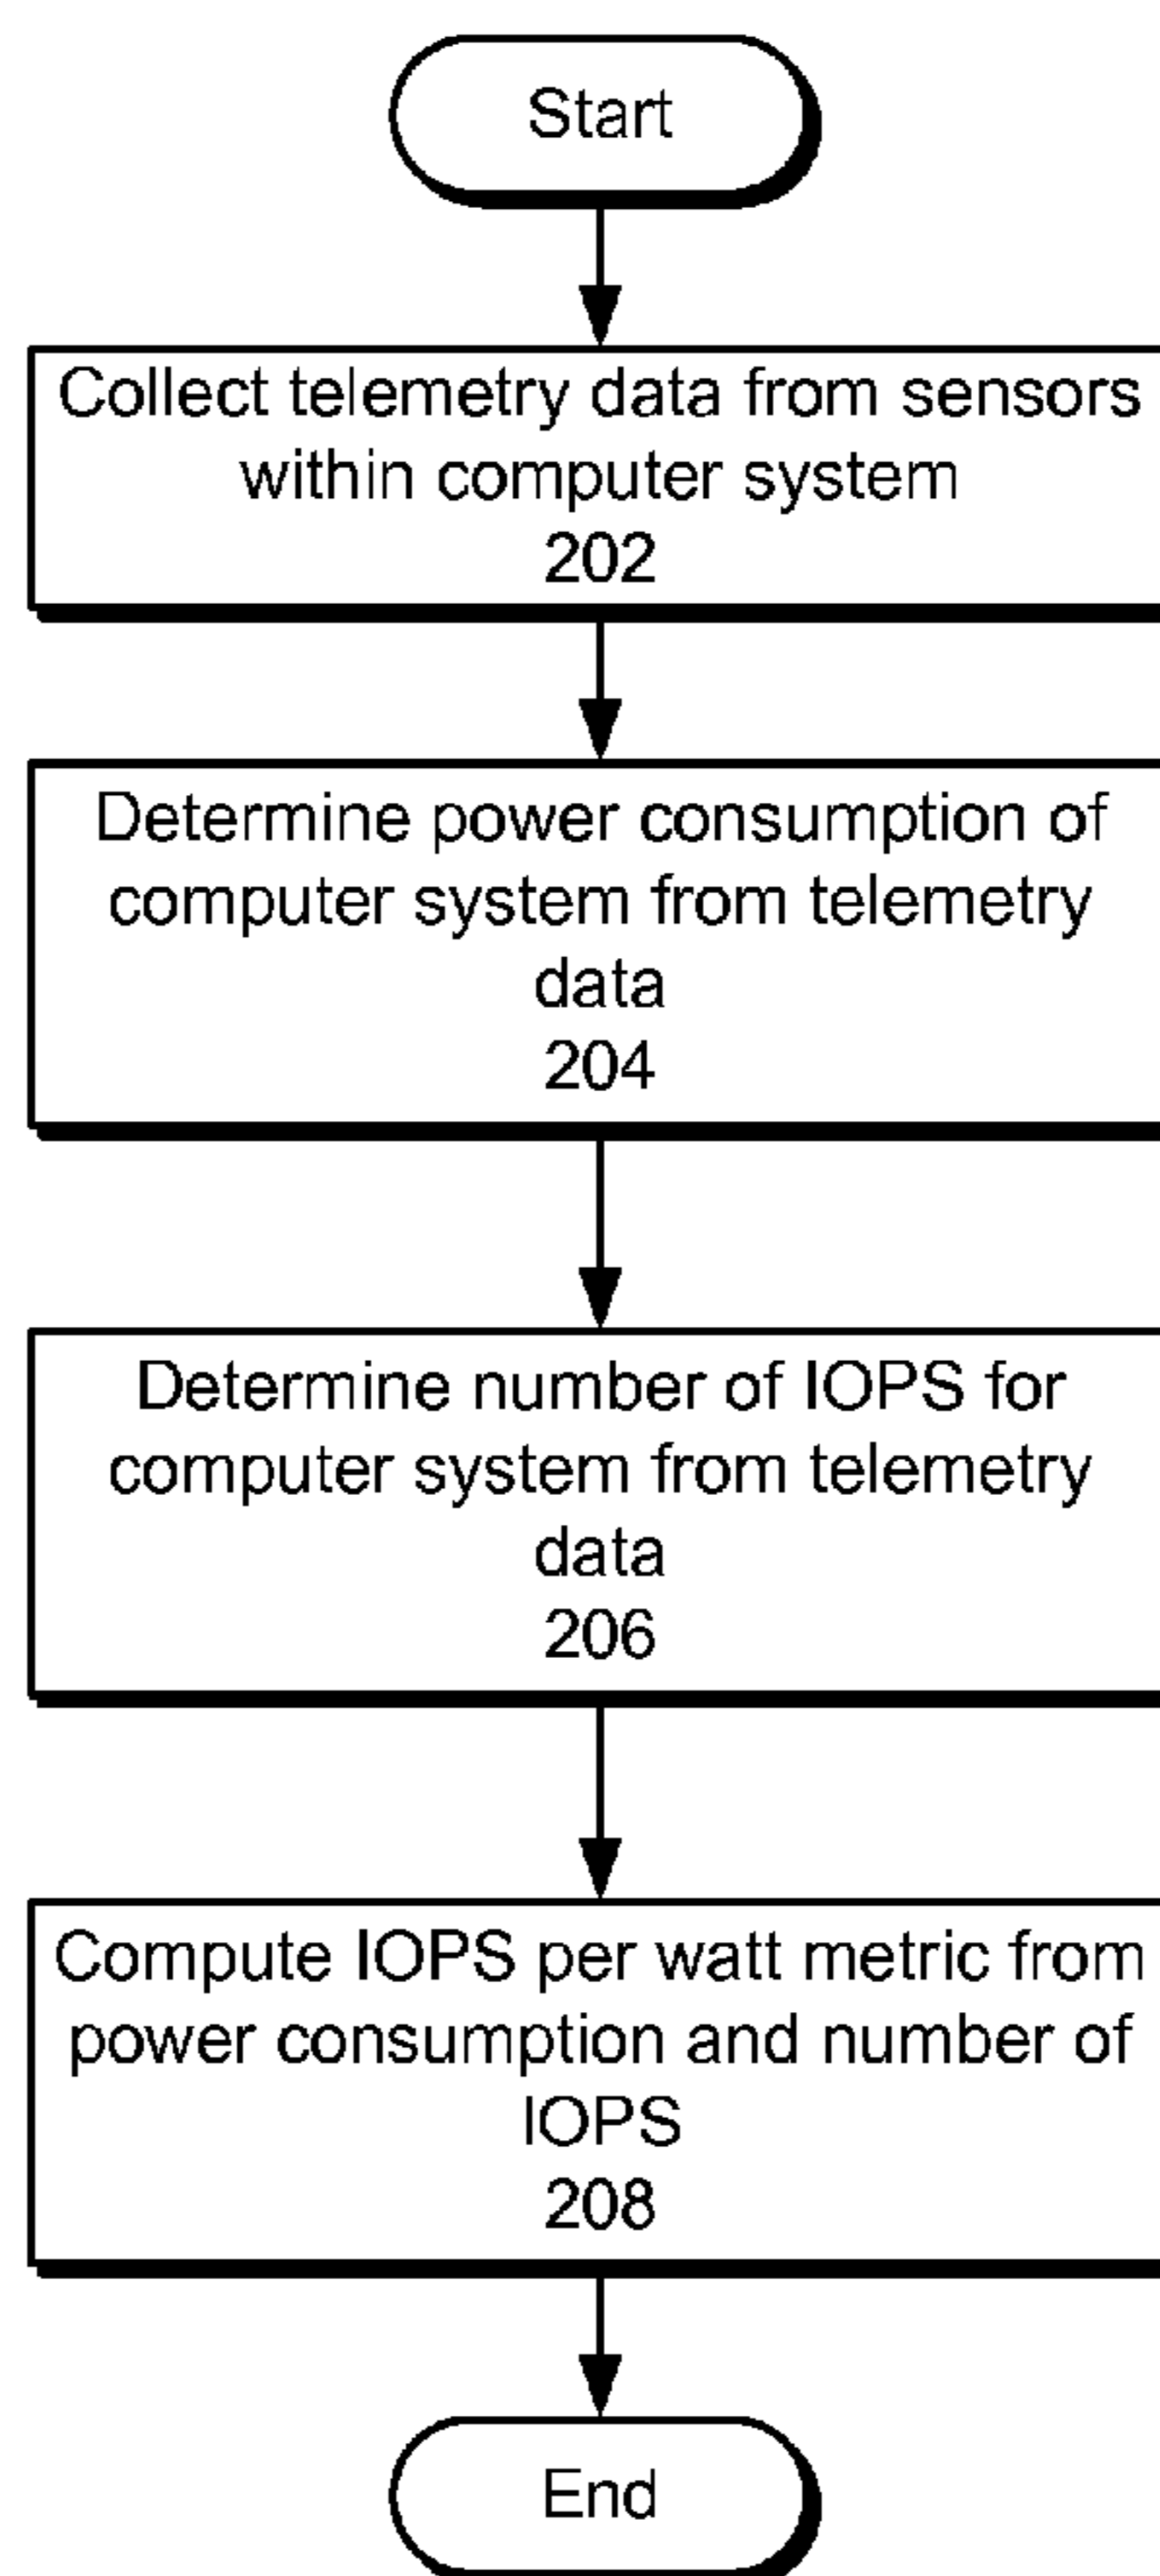 Start
Collect telemetry data from sensors
within computer system
202
Determine power consumption of
computer system from telemetry
data
204
Determine number of IOPS for
computer system from telemetry
data
206
Compute IOPS per watt metric from
power consumption and number of
IOPS
208
End